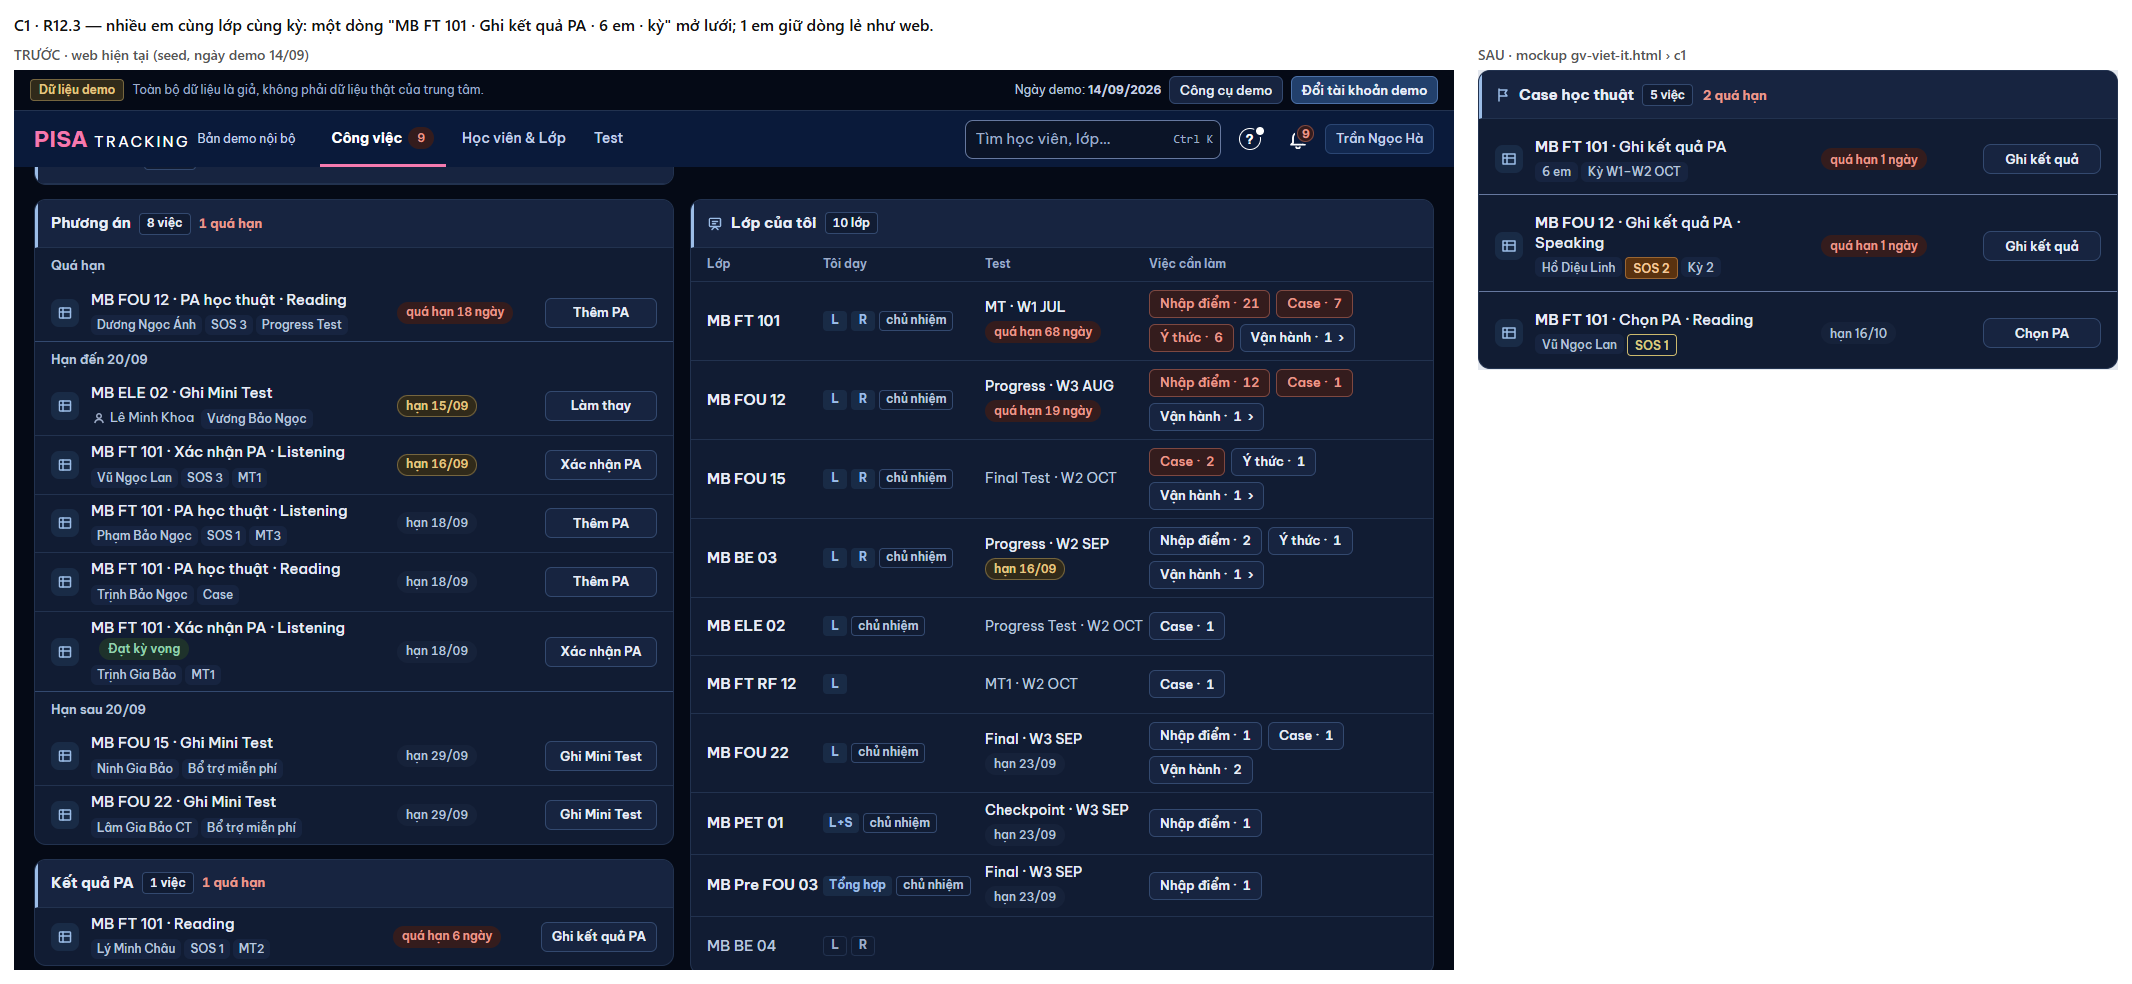 C1 · R12.3 — nhiều em cùng lớp cùng kỳ: một dòng "MB FT 101 · Ghi kết quả PA · 6 em · kỳ" mở lưới; 1 em giữ dòng lẻ như web.
TRƯỚC · web hiện tại (seed, ngày demo 14/09)
Dữ liệu demo Toàn bộ dữ liệu là giả, không phải dữ liệu thật của trung tâm.
Ngày demo: 14/09/2026 Công cụ demo Đổi tài khoản demo
PISA TRACKING Bản demo nội bộ Công việc 9 Học viên & Lớp Test
Tìm học viên, lớp... Ctrl K ? 9 Trần Ngọc Hà
Phương án 8 việc 1 quá hạn
Quá hạn
MB FOU 12 · PA học thuật · Reading
Dương Ngọc Ánh SOS 3 Progress Test
quá hạn 18 ngày Thêm PA
Hạn đến 20/09
MB ELE 02 · Ghi Mini Test
Lê Minh Khoa Vương Bảo Ngọc
hạn 15/09 Làm thay
MB FT 101 · Xác nhận PA · Listening
Vũ Ngọc Lan SOS 3 MT1
hạn 16/09 Xác nhận PA
MB FT 101 · PA học thuật · Listening
Phạm Bảo Ngọc SOS 1 MT3
hạn 18/09 Thêm PA
MB FT 101 · PA học thuật · Reading
Trịnh Bảo Ngọc Case
hạn 18/09 Thêm PA
MB FT 101 · Xác nhận PA · Listening
Đạt kỳ vọng
Trịnh Gia Bảo MT1
hạn 18/09 Xác nhận PA
Hạn sau 20/09
MB FOU 15 · Ghi Mini Test
Ninh Gia Bảo Bổ trợ miễn phí
hạn 29/09 Ghi Mini Test
MB FOU 22 · Ghi Mini Test
Lâm Gia Bảo CT Bổ trợ miễn phí
hạn 29/09 Ghi Mini Test
Kết quả PA 1 việc 1 quá hạn
MB FT 101 · Reading
Lý Minh Châu SOS 1 MT2
quá hạn 6 ngày Ghi kết quả PA
Lớp của tôi 10 lớp
Lớp Tôi dạy Test Việc cần làm
MB FT 101 L R chủ nhiệm
MT · W1 JUL
quá hạn 68 ngày
Nhập điểm · 21 Case · 7
Ý thức · 6 Vận hành · 1 ›
MB FOU 12 L R chủ nhiệm
Progress · W3 AUG
quá hạn 19 ngày
Nhập điểm · 12 Case · 1
Vận hành · 1 ›
MB FOU 15 L R chủ nhiệm
Final Test · W2 OCT
Case · 2 Ý thức · 1
Vận hành · 1 ›
MB BE 03 L R chủ nhiệm
Progress · W2 SEP
hạn 16/09
Nhập điểm · 2 Ý thức · 1
Vận hành · 1 ›
MB ELE 02 L chủ nhiệm Progress Test · W2 OCT Case · 1
MB FT RF 12 L MT1 · W2 OCT Case · 1
MB FOU 22 L chủ nhiệm
Final · W3 SEP
hạn 23/09
Nhập điểm · 1 Case · 1
Vận hành · 2
MB PET 01 L+S chủ nhiệm
Checkpoint · W3 SEP
hạn 23/09
Nhập điểm · 1
MB Pre FOU 03 Tổng hợp chủ nhiệm
Final · W3 SEP
hạn 23/09
Nhập điểm · 1
MB BE 04 L R
SAU · mockup gv-viet-it.html › c1
Case học thuật 5 việc 2 quá hạn
MB FT 101 · Ghi kết quả PA
6 em Kỳ W1–W2 OCT
quá hạn 1 ngày Ghi kết quả
MB FOU 12 · Ghi kết quả PA ·
Speaking
Hồ Diệu Linh SOS 2 Kỳ 2
quá hạn 1 ngày Ghi kết quả
MB FT 101 · Chọn PA · Reading
Vũ Ngọc Lan SOS 1
hạn 16/10 Chọn PA